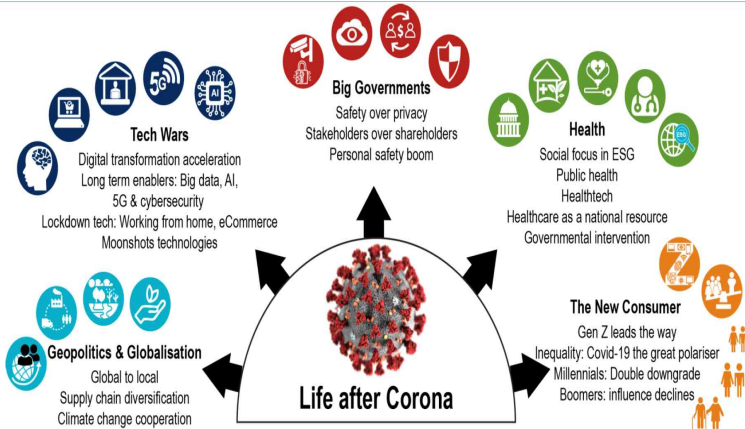 5G
AI
Tech Wars
Digital transformation acceleration
Long term enablers: Big data, AI,
5G & cybersecurity
Lockdown tech: Working from home, eCommerce
Moonshots technologies
$
Big Governments
Safety over privacy
Stakeholders over shareholders
Personal safety boom
ESG
Health
Social focus in ESG
Public health
Healthtech
Healthcare as a national resource
Governmental intervention
Geopolitics & Globalisation
Global to local
Supply chain diversification
Climate change cooperation
Z
The New Consumer
Gen Z leads the way
Inequality: Covid-19 the great polariser
Millennials: Double downgrade
Boomers: influence declines
Life after Corona